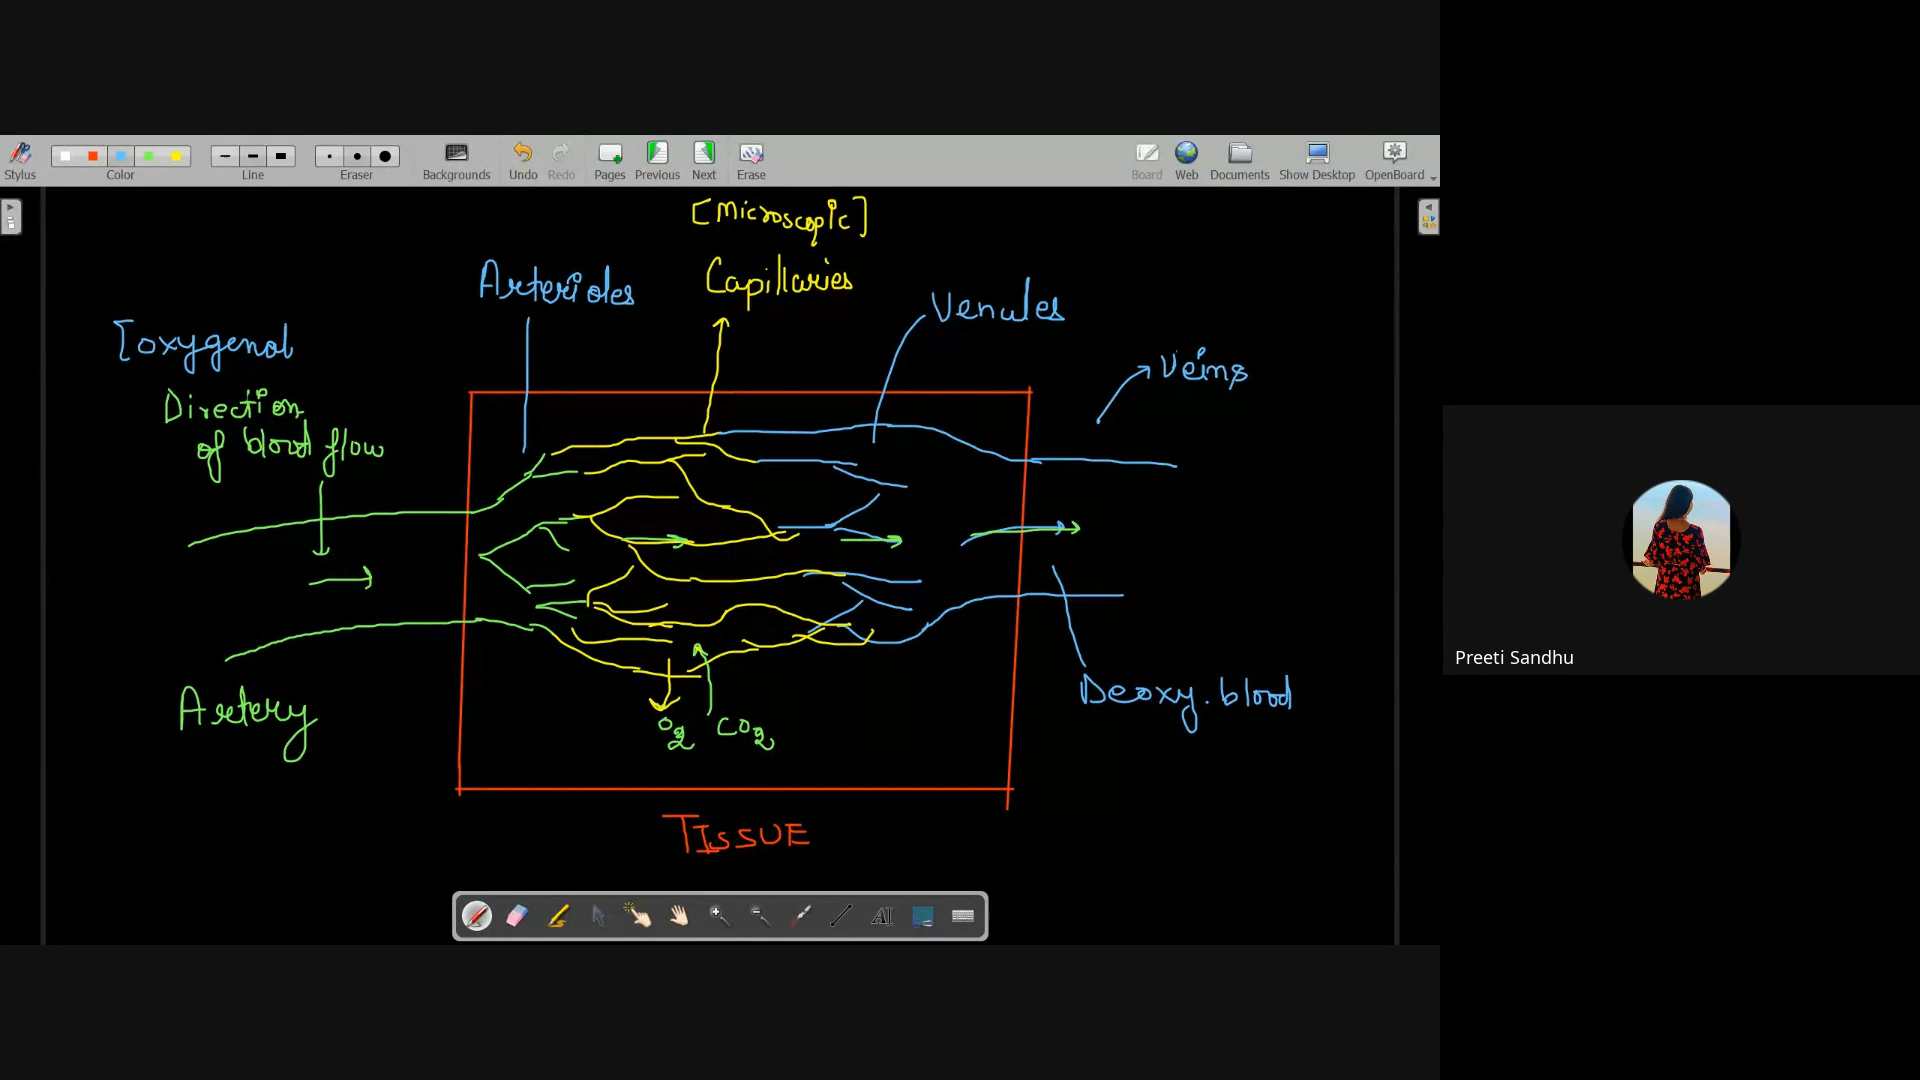 Stylus
Color
Line
Eraser
Backgrounds
Undo
Redo
Pages
Previous
Next
Erase
Board
Web
Documents
Show Desktop
OpenBoard
[Microscopic]
Capillaries
Arterioles
Venules
Veins
Direction
of blood flow
Artery
O2 CO2
Deoxy. blood
TISSUE
Preeti Sandhu